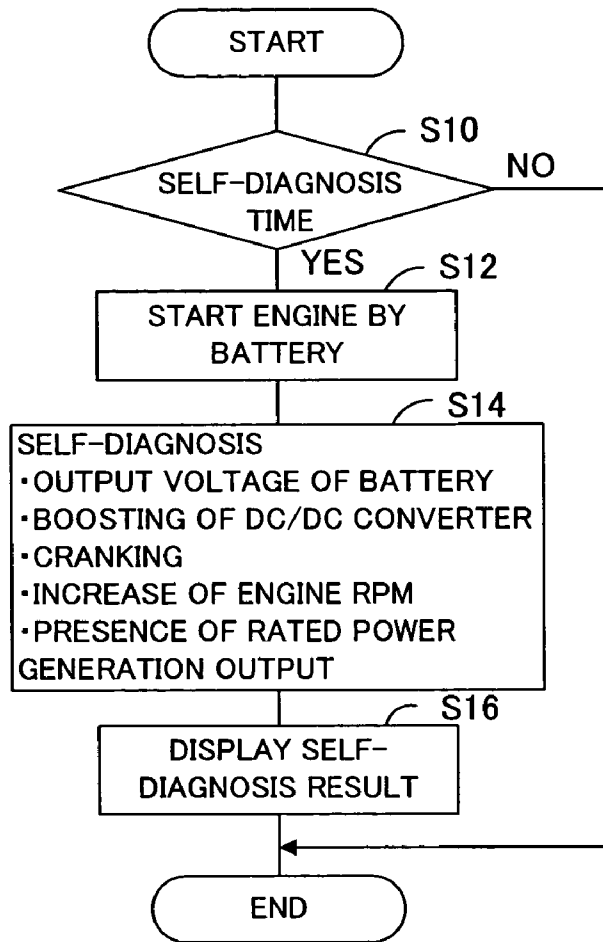 START
S10
SELF-DIAGNOSIS
TIME
NO
YES
S12
START ENGINE BY
BATTERY
S14
SELF-DIAGNOSIS
・OUTPUT VOLTAGE OF BATTERY
・BOOSTING OF DC/DC CONVERTER
・CRANKING
・INCREASE OF ENGINE RPM
・PRESENCE OF RATED POWER
GENERATION OUTPUT
S16
DISPLAY SELF-
DIAGNOSIS RESULT
END